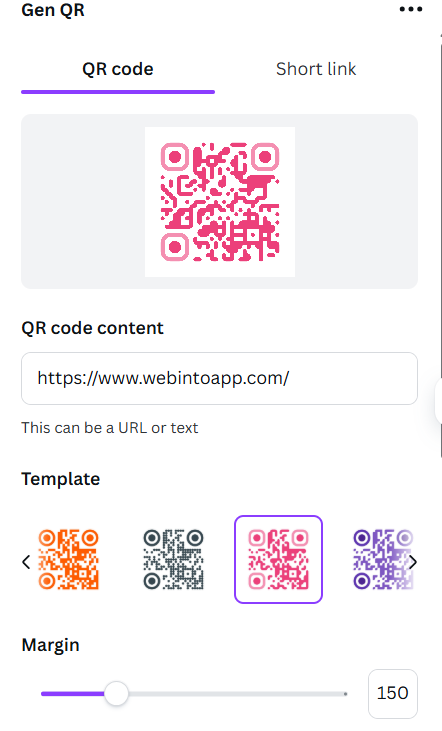 Gen QR
QR code
Short link
QR code content
https://www.webintoapp.com/
This can be a URL or text
Template
Margin
150